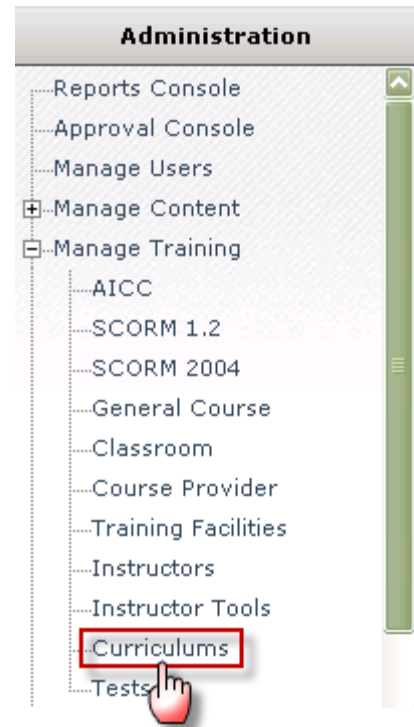 Administration
Reports Console
Approval Console
Manage Users
Manage Content
Manage Training
AICC
SCORM 1.2
SCORM 2004
General Course
Classroom
Course Provider
Training Facilities
Instructors
Instructor Tools
Curriculums
Tests